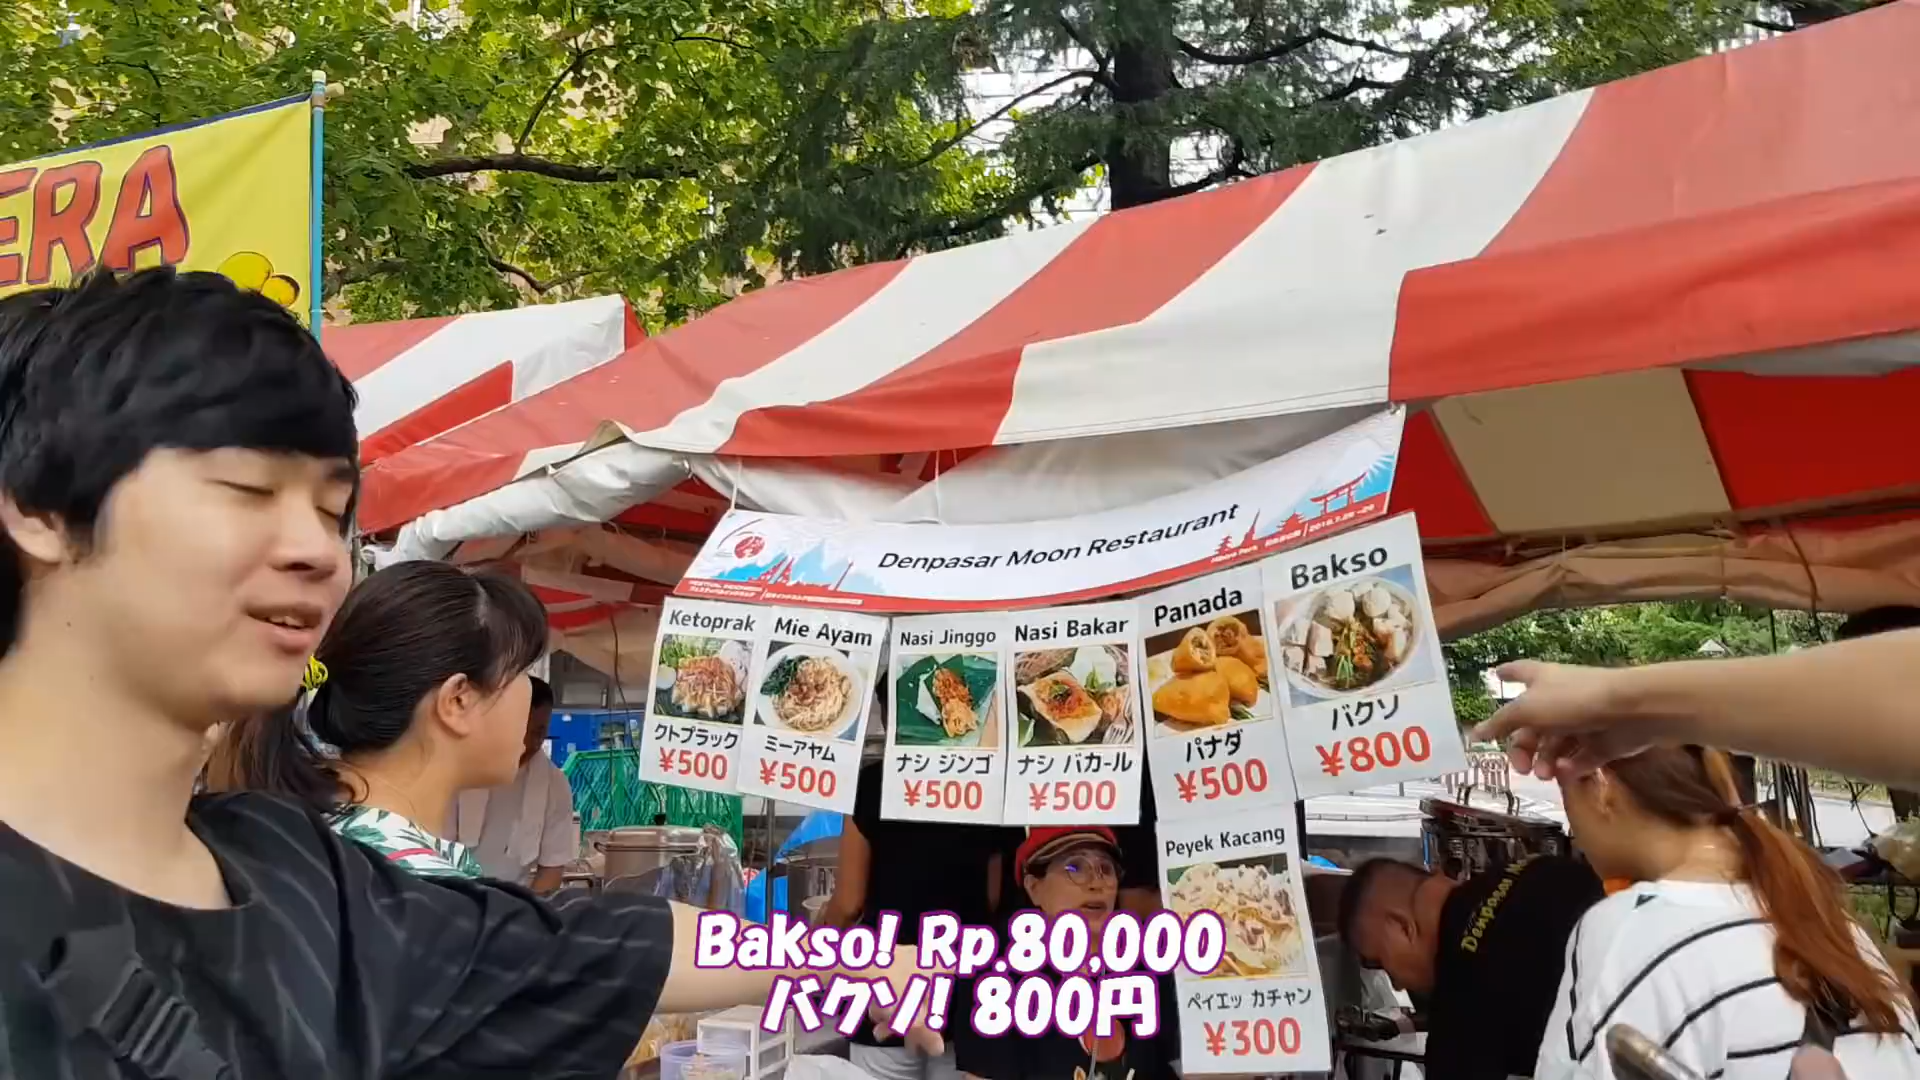 ERA
Denpasar Moon Restaurant
Ketoprak
クトプラック
¥500
Mie Ayam
ミーアヤム
¥500
Nasi Jinggo
ナシ ジンゴ
¥500
Nasi Bakar
ナシ バカール
¥500
Panada
パナダ
¥500
Bakso
バクソ
¥800
Peyek Kacang
ペイエッ カチャン
¥300
Denpasar
Bakso! Rp.80,000
バクソ! 800円